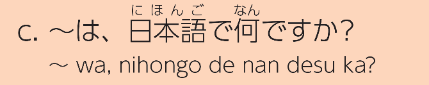 にほんご なん
c. ～は、日本語で何ですか?
～ wa, nihongo de nan desu ka?